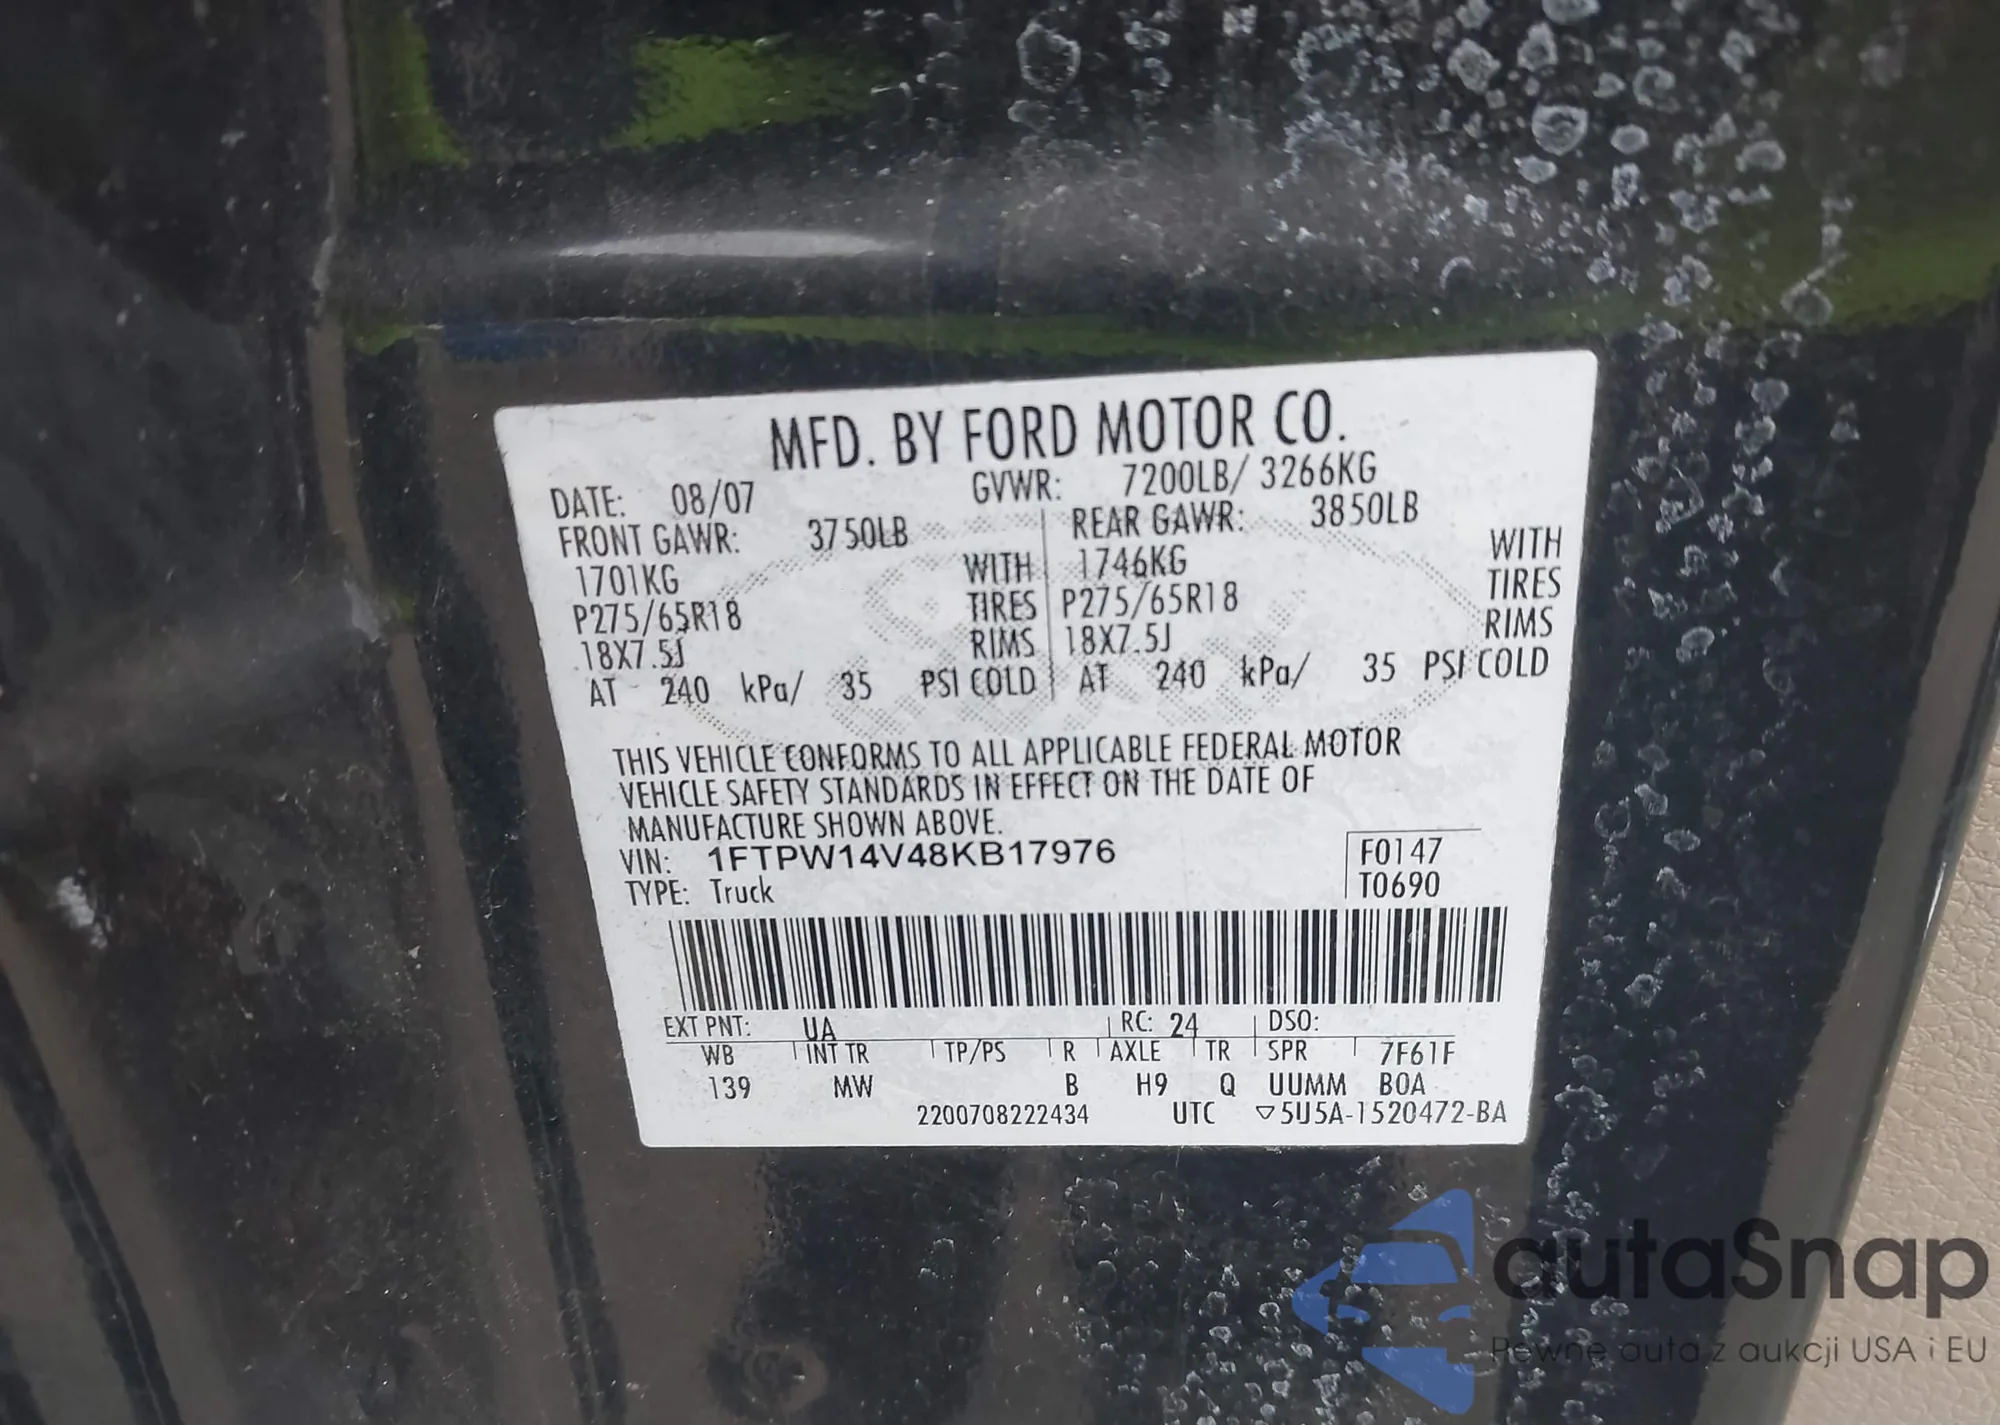 MFD. BY FORD MOTOR CO.
DATE: 08/07 GVWR: 7200LB/ 3266KG
FRONT GAWR: 3750LB REAR GAWR: 3850LB
1701KG WITH 1746KG WITH
P275/65R18 TIRES P275/65R18 TIRES
18X7.5J RIMS 18X7.5J RIMS
AT 240 kPa/ 35 PSI COLD AT 240 kPa/ 35 PSI COLD
THIS VEHICLE CONFORMS TO ALL APPLICABLE FEDERAL MOTOR
VEHICLE SAFETY STANDARDS IN EFFECT ON THE DATE OF
MANUFACTURE SHOWN ABOVE.
VIN: 1FTPW14V48KB17976 F0147
TYPE: Truck T0690
EXT PNT: UA RC: 24 DSO:
WB INT TR TP/PS R AXLE TR SPR 7F61F
139 MW B H9 Q UUMM BOA
2200708222434 UTC ▽5U5A-1520472-BA
autaSnap
Pewne auta z aukcji USA i EU